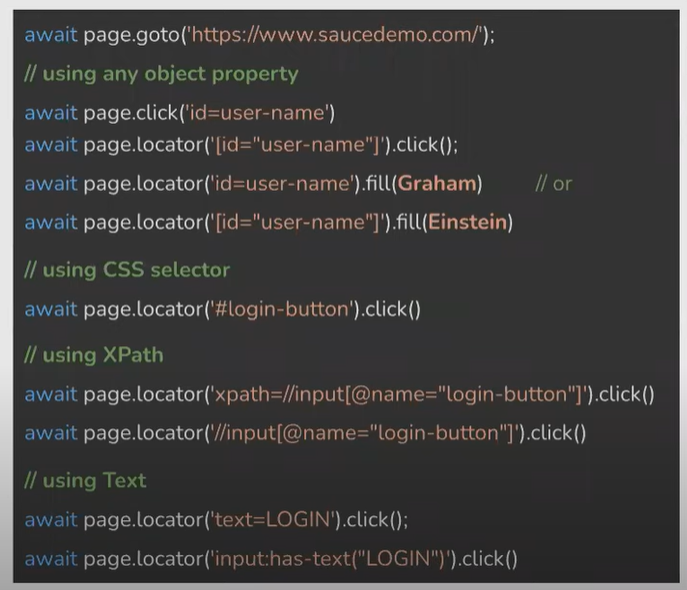 await page.goto('https://www.saucedemo.com/');
// using any object property
await page.click('id=user-name')
await page.locator('[id="user-name"]').click();
await page.locator('id=user-name').fill(Graham) // or
await page.locator('[id="user-name"]').fill(Einstein)
// using CSS selector
await page.locator('#login-button').click()
// using XPath
await page.locator('xpath=//input[@name="login-button"]').click()
await page.locator('//input[@name="login-button"]').click()
// using Text
await page.locator('text=LOGIN').click();
await page.locator('input:has-text("LOGIN")').click()